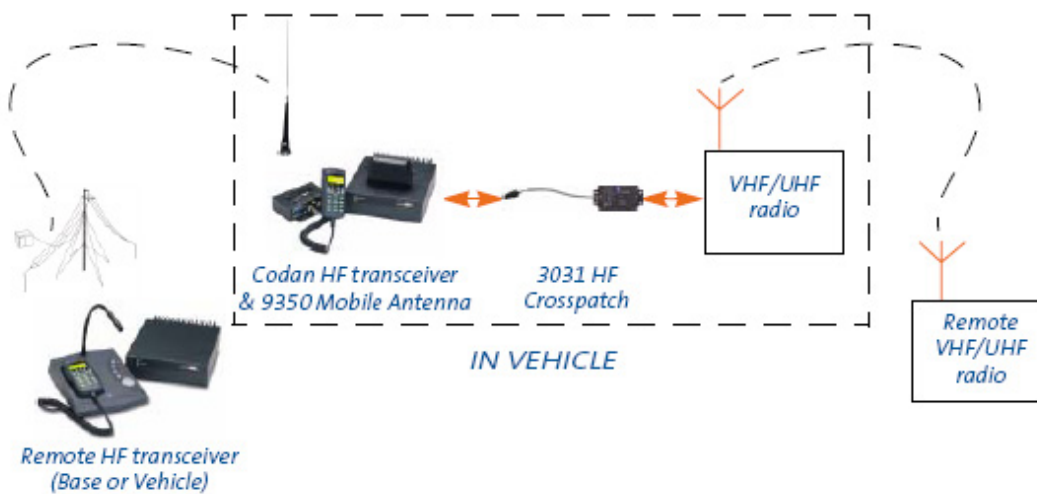 VHF/UHF
radio
Codan HF transceiver
& 9350 Mobile Antenna
3031 HF
Crosspatch
IN VEHICLE
Remote
VHF/UHF
radio
Remote HF transceiver
(Base or Vehicle)